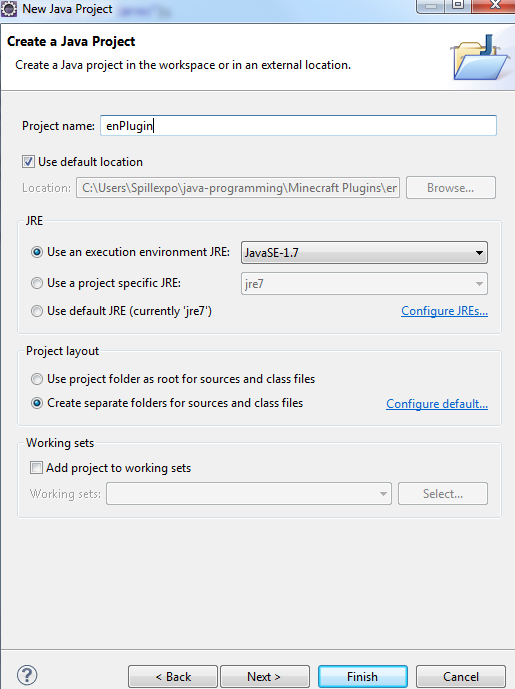 New Java Project
Create a Java Project
Create a Java project in the workspace or in an external location.
Project name: enPlugin
Use default location
Location: C:\Users\Spillexpo\java-programming\Minecraft Plugins\en Browse...
JRE
Use an execution environment JRE: JavaSE-1.7
Use a project specific JRE: jre7
Use default JRE (currently 'jre7') Configure JREs...
Project layout
Use project folder as root for sources and class files
Create separate folders for sources and class files Configure default...
Working sets
Add project to working sets
Working sets: Select...
? < Back Next > Finish Cancel